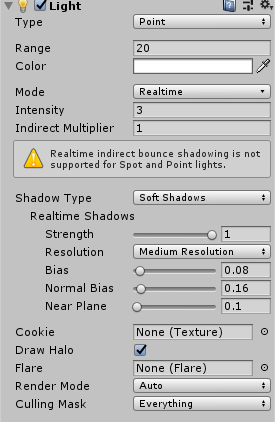 Light
Type Point
Range 20
Color
Mode Realtime
Intensity 3
Indirect Multiplier 1
Realtime indirect bounce shadowing is not
supported for Spot and Point lights.
Shadow Type Soft Shadows
Realtime Shadows
Strength 1
Resolution Medium Resolution
Bias 0.08
Normal Bias 0.16
Near Plane 0.1
Cookie None (Texture)
Draw Halo
Flare None (Flare)
Render Mode Auto
Culling Mask Everything